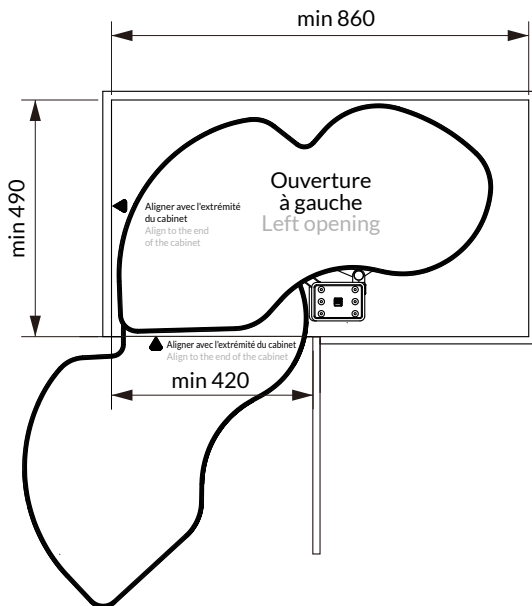 min 860
min 490
Aligner avec l'extrémité
du cabinet
Align to the end
of the cabinet
Ouverture
à gauche
Left opening
Aligner avec l'extrémité du cabinet
Align to the end of the cabinet
min 420